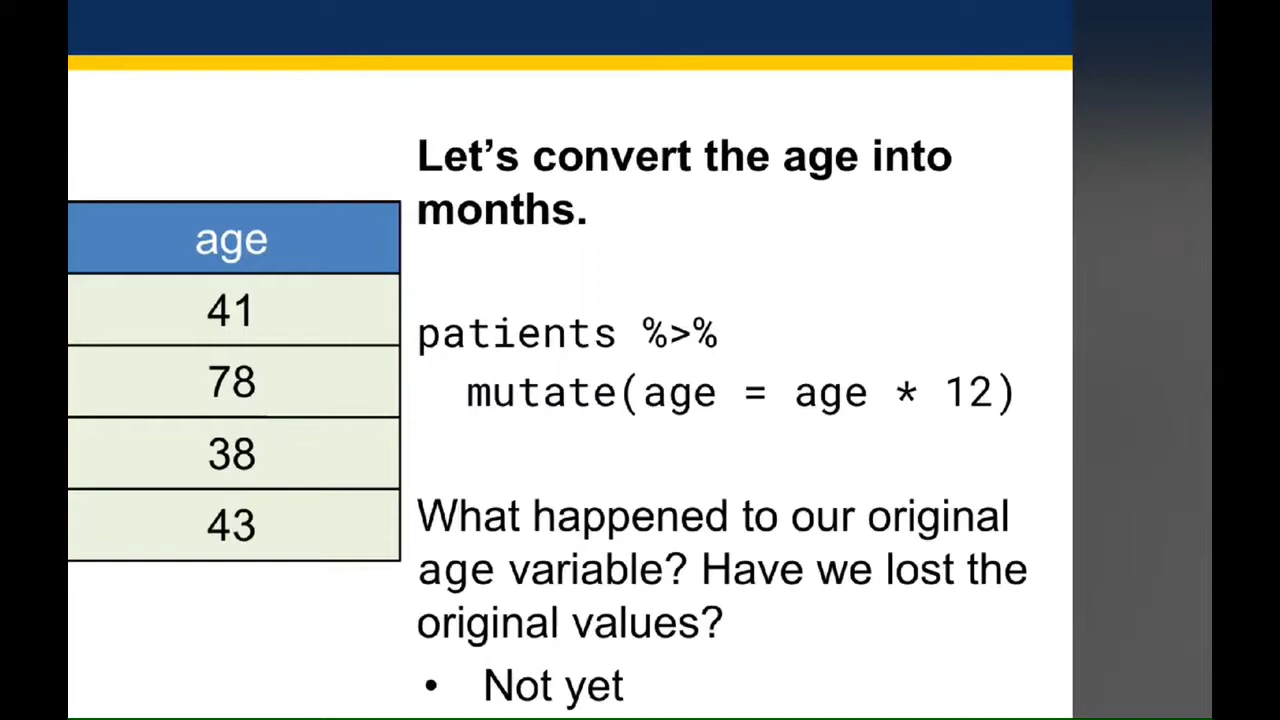 Let’s convert the age into
months.
age
41
78
38
43
patients %>%
mutate(age = age * 12)
What happened to our original
age variable? Have we lost the
original values?
• Not yet